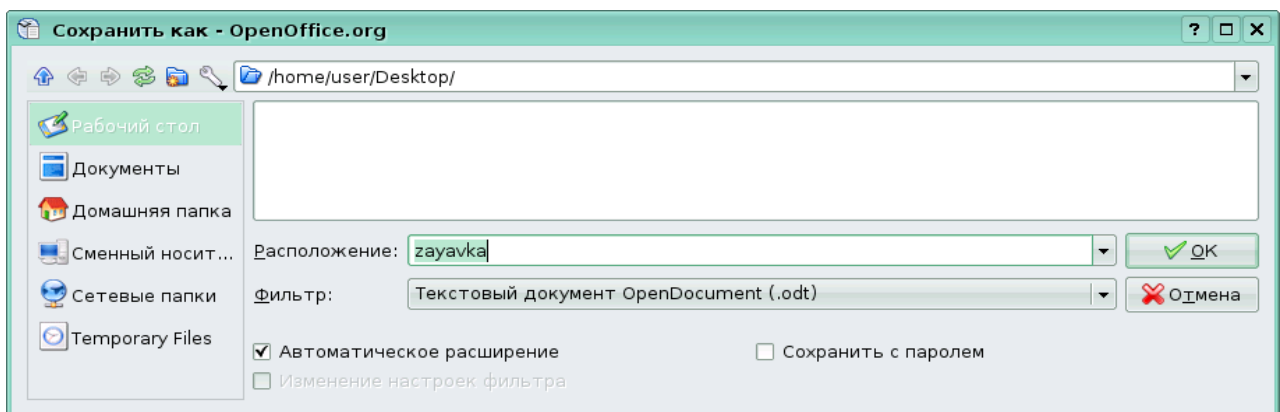 Сохранить как - OpenOffice.org
/home/user/Desktop/
Рабочий стол
Документы
Домашняя папка
Сменный носит...
Сетевые папки
Temporary Files
Расположение: zayavka OK
Фильтр: Текстовый документ OpenDocument (.odt) Отмена
Автоматическое расширение Сохранить с паролем
Изменение настроек фильтра